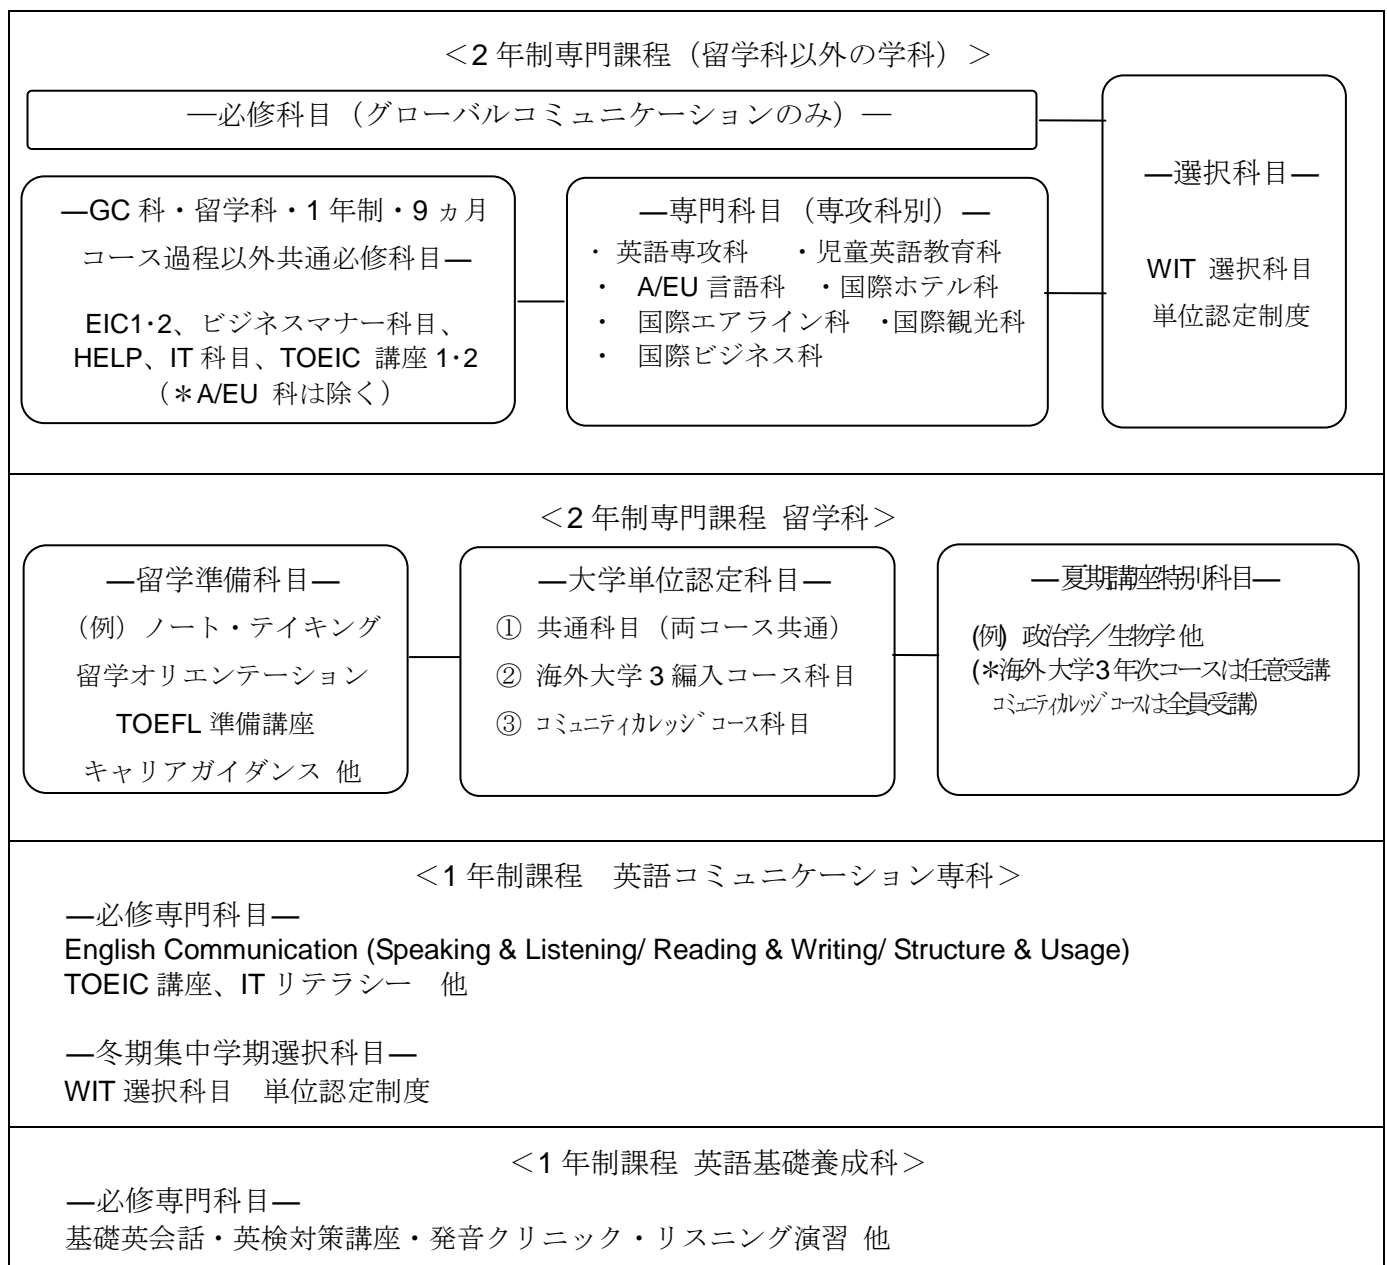 ＜2 年制専門課程（留学科以外の学科）＞
―必修科目（グローバルコミュニケーションのみ）―
―選択科目―
WIT 選択科目
単位認定制度
―GC 科・留学科・1 年制・9 ヵ月
コース過程以外共通必修科目―
EIC1･2、ビジネスマナー科目、
HELP、IT 科目、TOEIC 講座 1･2
（＊A/EU 科は除く）
―専門科目（専攻科別）―
・ 英語専攻科　・児童英語教育科
・ A/EU 言語科　・国際ホテル科
・ 国際エアライン科　・国際観光科
・ 国際ビジネス科
＜2 年制専門課程 留学科＞
―留学準備科目―
（例）ノート・テイキング
留学オリエンテーション
TOEFL 準備講座
キャリアガイダンス 他
―大学単位認定科目―
① 共通科目（両コース共通）
② 海外大学 3 編入コース科目
③ コミュニティカレッジコース科目
―夏期講座特別科目―
(例) 政治学／生物学 他
(＊海外大学3年次コースは任意受講
コミュニティカレッジコースは全員受講)
＜1 年制課程　英語コミュニケーション専科＞
―必修専門科目―
English Communication (Speaking & Listening/ Reading & Writing/ Structure & Usage)
TOEIC 講座、IT リテラシー　他
―冬期集中学期選択科目―
WIT 選択科目　単位認定制度
＜1 年制課程 英語基礎養成科＞
―必修専門科目―
基礎英会話・英検対策講座・発音クリニック・リスニング演習 他